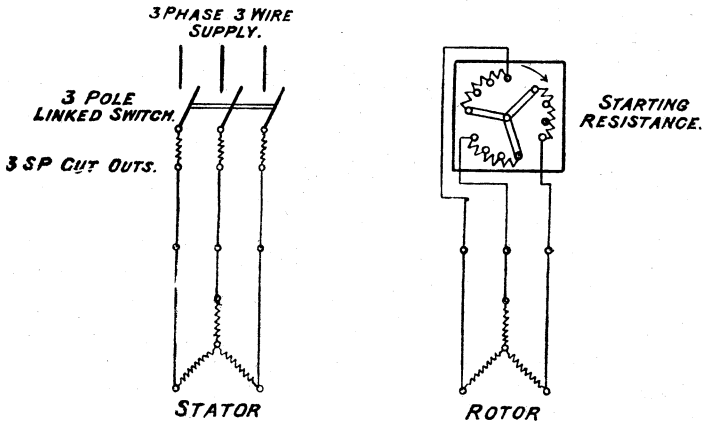 3 PHASE 3 WIRE
SUPPLY.
3 POLE
LINKED SWITCH.
3 SP CUT OUTS.
STARTING
RESISTANCE.
STATOR
ROTOR